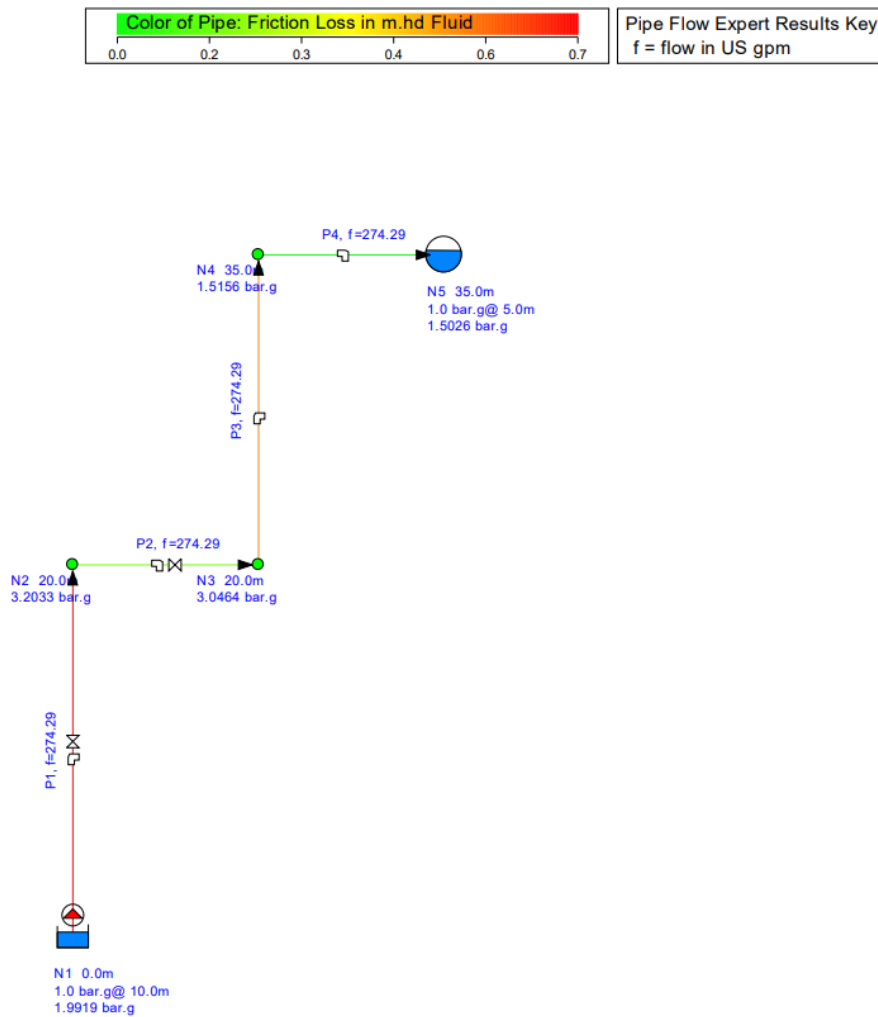 Color of Pipe: Friction Loss in m.hd Fluid
0.0 0.2 0.3 0.4 0.6 0.7
Pipe Flow Expert Results Key
f = flow in US gpm
P4, f=274.29
N4 35.0m
1.5156 bar.g
N5 35.0m
1.0 bar.g@ 5.0m
1.5026 bar.g
P3, f=274.29
P2, f=274.29
N2 20.0m
3.2033 bar.g
N3 20.0m
3.0464 bar.g
P1, f=274.29
N1 0.0m
1.0 bar.g@ 10.0m
1.9919 bar.g